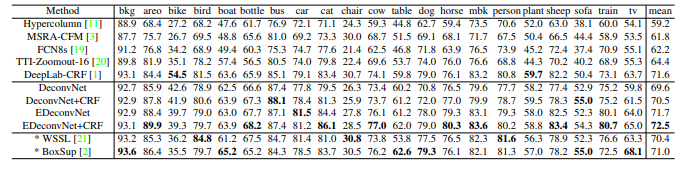 Method bkg areo bike bird boat bottle bus car cat chair cow table dog horse mbk person plant sheep sofa train tv mean
Hypercolumn [11] 88.9 68.4 27.2 68.2 47.6 61.7 76.9 72.1 71.1 24.3 59.3 44.8 62.7 59.4 73.5 70.6 52.0 63.0 38.1 60.0 54.1 59.2
MSRA-CFM [3] 87.7 75.7 26.7 69.5 48.8 65.6 81.0 69.2 73.3 30.0 68.7 51.5 69.1 68.1 71.7 67.5 50.4 66.5 44.4 58.9 53.5 61.8
FCN8s [19] 91.2 76.8 34.2 68.9 49.4 60.3 75.3 74.7 77.6 21.4 62.5 46.8 71.8 63.9 76.5 73.9 45.2 72.4 37.4 70.9 55.1 62.2
TTI-Zoomout-16 [20] 89.8 81.9 35.1 78.2 57.4 56.5 80.5 74.0 79.8 22.4 69.6 53.7 74.0 76.0 76.6 68.8 44.3 70.2 40.2 68.9 55.3 64.4
DeepLab-CRF [1] 93.1 84.4 54.5 81.5 63.6 65.9 85.1 79.1 83.4 30.7 74.1 59.8 79.0 76.1 83.2 80.8 59.7 82.2 50.4 73.1 63.7 71.6
DeconvNet 92.7 85.9 42.6 78.9 62.5 66.6 87.4 77.8 79.5 26.3 73.4 60.2 70.8 76.5 79.6 77.7 58.2 77.4 52.9 75.2 59.8 69.6
DeconvNet+CRF 92.9 87.8 41.9 80.6 63.9 67.3 88.1 78.4 81.3 25.9 73.7 61.2 72.0 77.0 79.9 78.7 59.5 78.3 55.0 75.2 61.5 70.5
EDeconvNet 92.9 88.4 39.7 79.0 63.0 67.7 87.1 81.5 84.4 27.8 76.1 61.2 78.0 79.3 83.1 79.3 58.0 82.5 52.3 80.1 64.0 71.7
EDeconvNet+CRF 93.1 89.9 39.3 79.7 63.9 68.2 87.4 81.2 86.1 28.5 77.0 62.0 79.0 80.3 83.6 80.2 58.8 83.4 54.3 80.7 65.0 72.5
* WSSL [21] 93.2 85.3 36.2 84.8 61.2 67.5 84.7 81.4 81.0 30.8 73.8 53.8 77.5 76.5 82.3 81.6 56.3 78.9 52.3 76.6 63.3 70.4
* BoxSup [2] 93.6 86.4 35.5 79.7 65.2 65.2 84.3 78.5 83.7 30.5 76.2 62.6 79.3 76.1 82.1 81.3 57.0 78.2 55.0 72.5 68.1 71.0